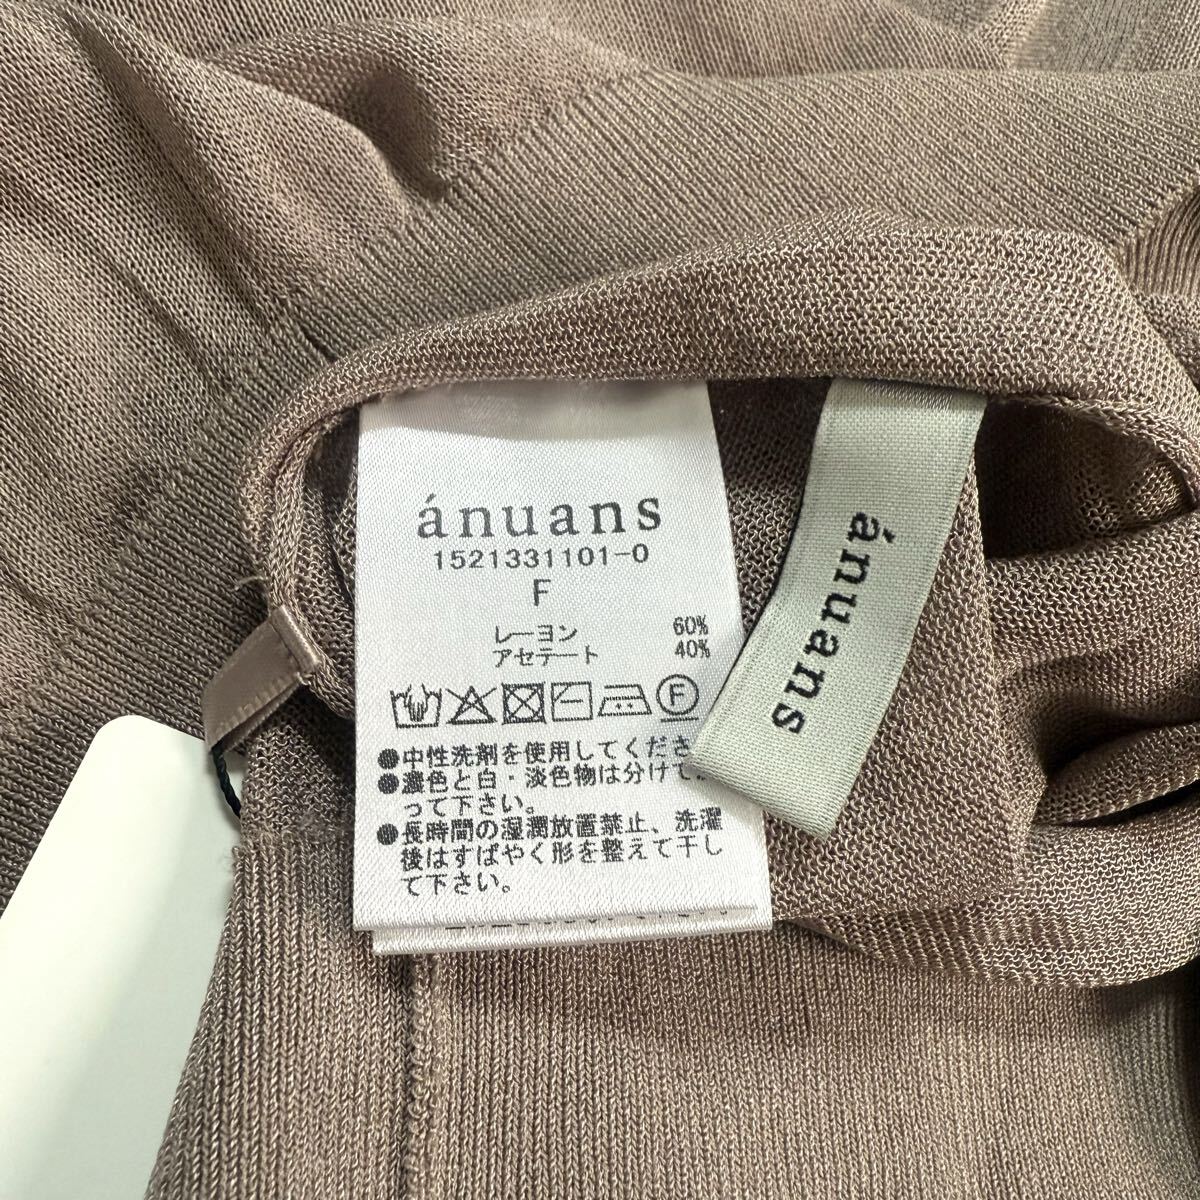 ánuans
1521331101-0
F
レーヨン 60%
アセテート 40%
F
●中性洗剤を使用してくださ
●濃色と白・淡色物は分けて
って下さい。
●長時間の湿潤放置禁止、洗濯
後はすばやく形を整えて干し
て下さい。
ánuans